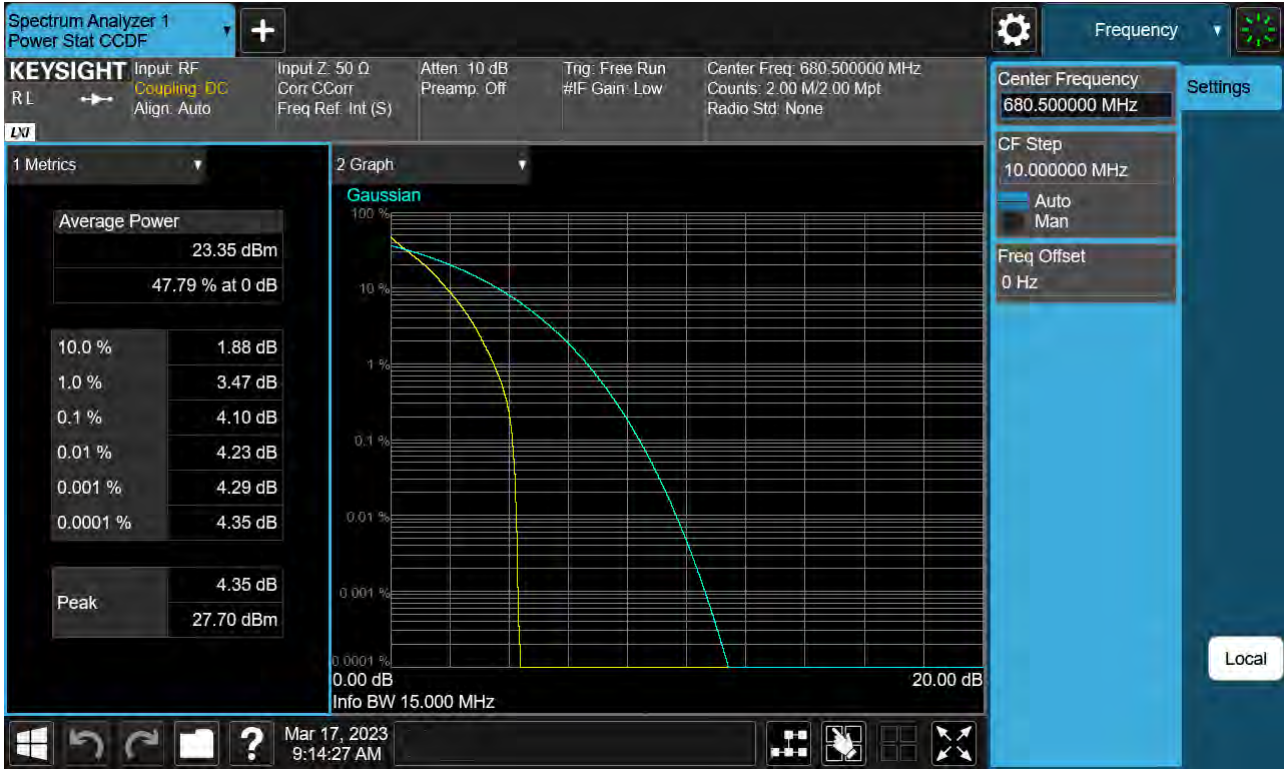 Spectrum Analyzer 1
Power Stat CCDF
Frequency
KEYSIGHT
R L
LXI
Input: RF
Coupling: DC
Align: Auto
Input Z: 50 Ω
Corr CCorr
Freq Ref: Int (S)
Atten: 10 dB
Preamp: Off
Trig: Free Run
#IF Gain: Low
Center Freq: 680.500000 MHz
Counts: 2.00 M/2.00 Mpt
Radio Std: None
Center Frequency
680.500000 MHz
Settings
CF Step
10.000000 MHz
Auto
Man
Freq Offset
0 Hz
Local
1 Metrics
Average Power
23.35 dBm
47.79 % at 0 dB
10.0 % 1.88 dB
1.0 % 3.47 dB
0.1 % 4.10 dB
0.01 % 4.23 dB
0.001 % 4.29 dB
0.0001 % 4.35 dB
Peak
4.35 dB
27.70 dBm
2 Graph
Gaussian
100 %
10 %
1 %
0.1 %
0.01 %
0.001 %
0.0001 %
0.00 dB 20.00 dB
Info BW 15.000 MHz
?
Mar 17, 2023
9:14:27 AM